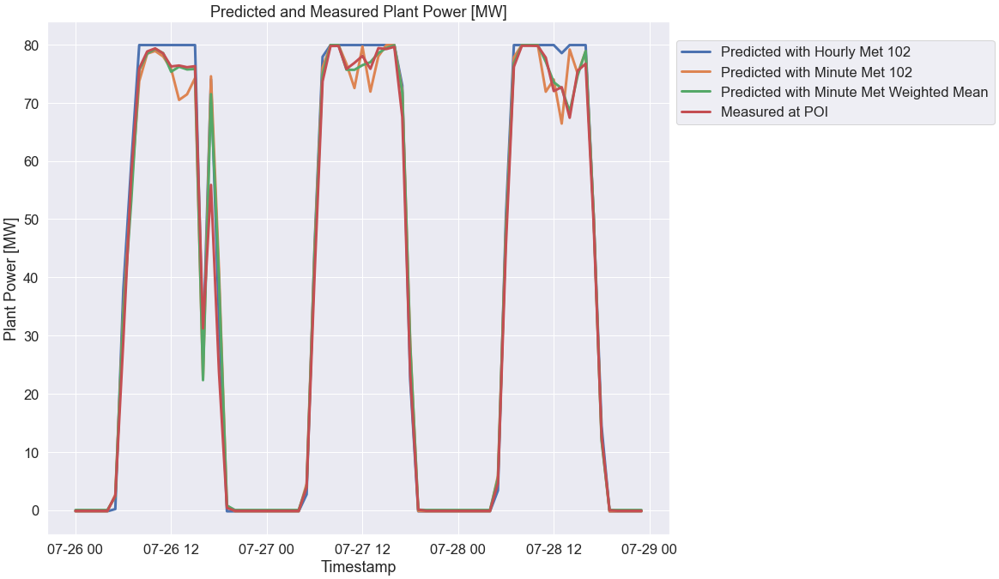 Predicted and Measured Plant Power [MW]
Plant Power [MW]
80
70
60
50
40
30
20
10
0
07-26 00
07-26 12
07-27 00
07-27 12
07-28 00
07-28 12
07-29 00
Timestamp
Predicted with Hourly Met 102
Predicted with Minute Met 102
Predicted with Minute Met Weighted Mean
Measured at POI